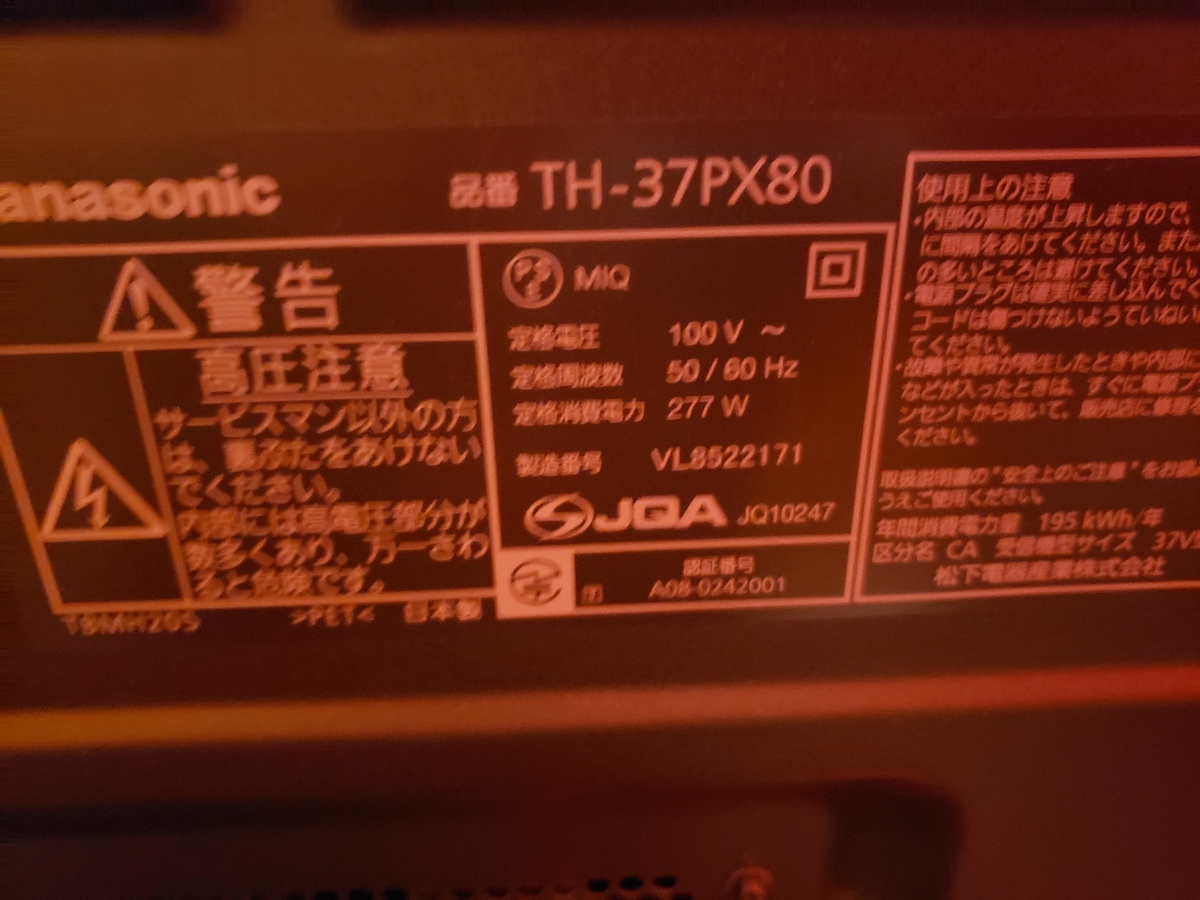 anasonic
品番 TH-37PX80
警告
高圧注意
サービスマン以外の方
は、裏ぶたをあけない
でください。
内部には高電圧部分が
数多くあり、万一さわ
ると危険です。
TBMH205 >PET< 日本製
PS E MIQ
定格電圧 100 V ~
定格周波数 50 / 60 Hz
定格消費電力 277 W
製造番号 VL8522171
JQA JQ10247
認証番号
A08-0242001
使用上の注意
・内部の温度が上昇しますので、
に間隔をあけてください。また
の多いところは避けてください。
・電源プラグは確実に差し込んで
コードは傷つけないようていねい
てください。
・故障や異常が発生したときや内部に
などが入ったときは、すぐに電源プ
ンセントから抜いて、販売店に修理
ください。
取扱説明書の"安全上のご注意"をお読
うえご使用ください。
年間消費電力量 195 kWh/年
区分名 CA 受信機型サイズ 37V
松下電器産業株式会社